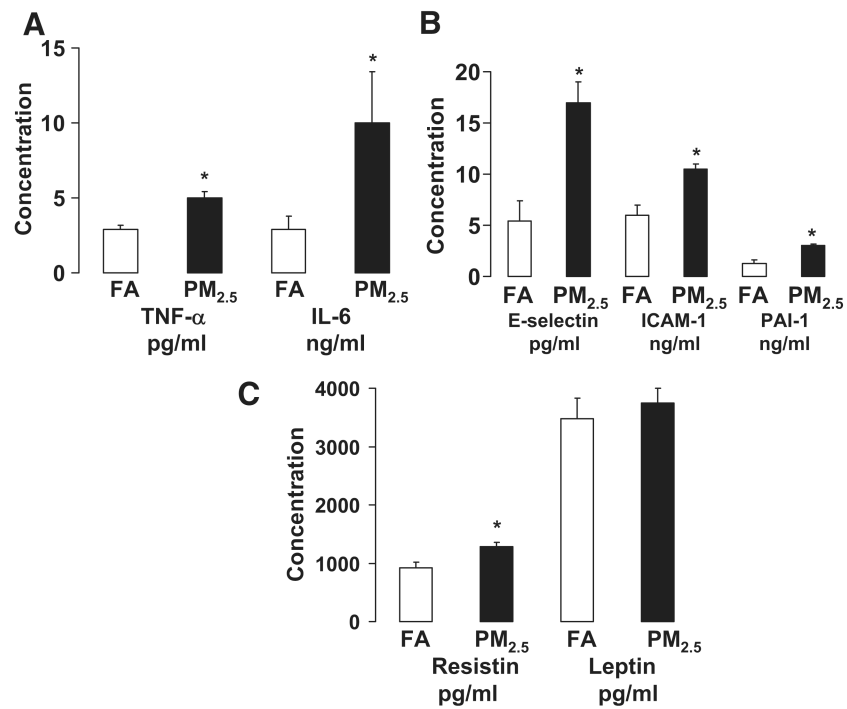 A
Concentration
15
10
5
0
*
*
FA PM2.5 FA PM2.5
TNF-α IL-6
pg/ml ng/ml
B
Concentration
20
15
10
5
0
*
*
*
FA PM2.5 FA PM2.5 FA PM2.5
E-selectin ICAM-1 PAI-1
pg/ml ng/ml ng/ml
C
Concentration
4000
3000
2000
1000
0
*
FA PM2.5 FA PM2.5
Resistin Leptin
pg/ml pg/ml